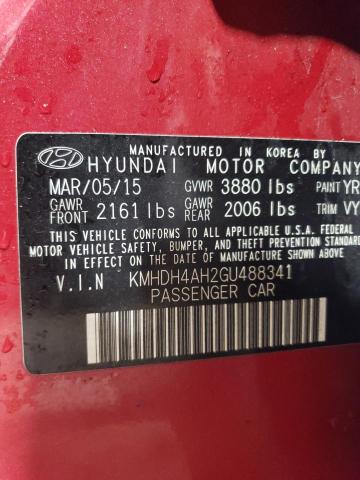 MANUFACTURED IN KOREA BY
HYUNDAI MOTOR COMPANY
MAR/05/15 GVWR 3880 lbs PAINT YR
GAWR FRONT 2161 lbs GAWR REAR 2006 lbs TRIM VY
THIS VEHICLE CONFORMS TO ALL APPLICABLE U.S.A. FEDERAL
MOTOR VEHICLE SAFETY, BUMPER, AND THEFT PREVENTION
STANDARDS IN EFFECT ON THE DATE OF
MANUFACTURE SHOWN ABOVE.
V.I.N KMHDH4AH2GU488341
PASSENGER CAR